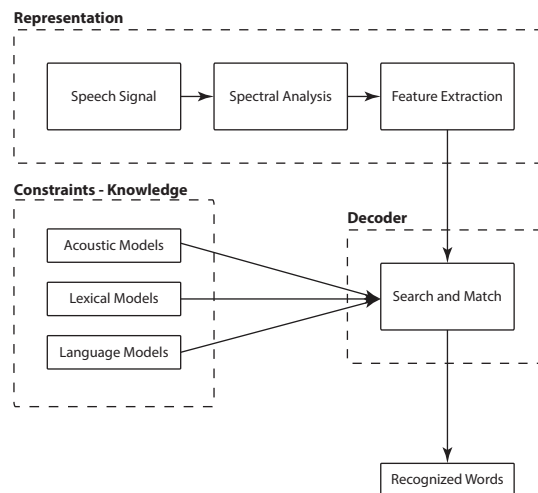 Representation
Speech Signal
Spectral Analysis
Feature Extraction
Constraints - Knowledge
Decoder
Acoustic Models
Lexical Models
Search and Match
Language Models
Recognized Words